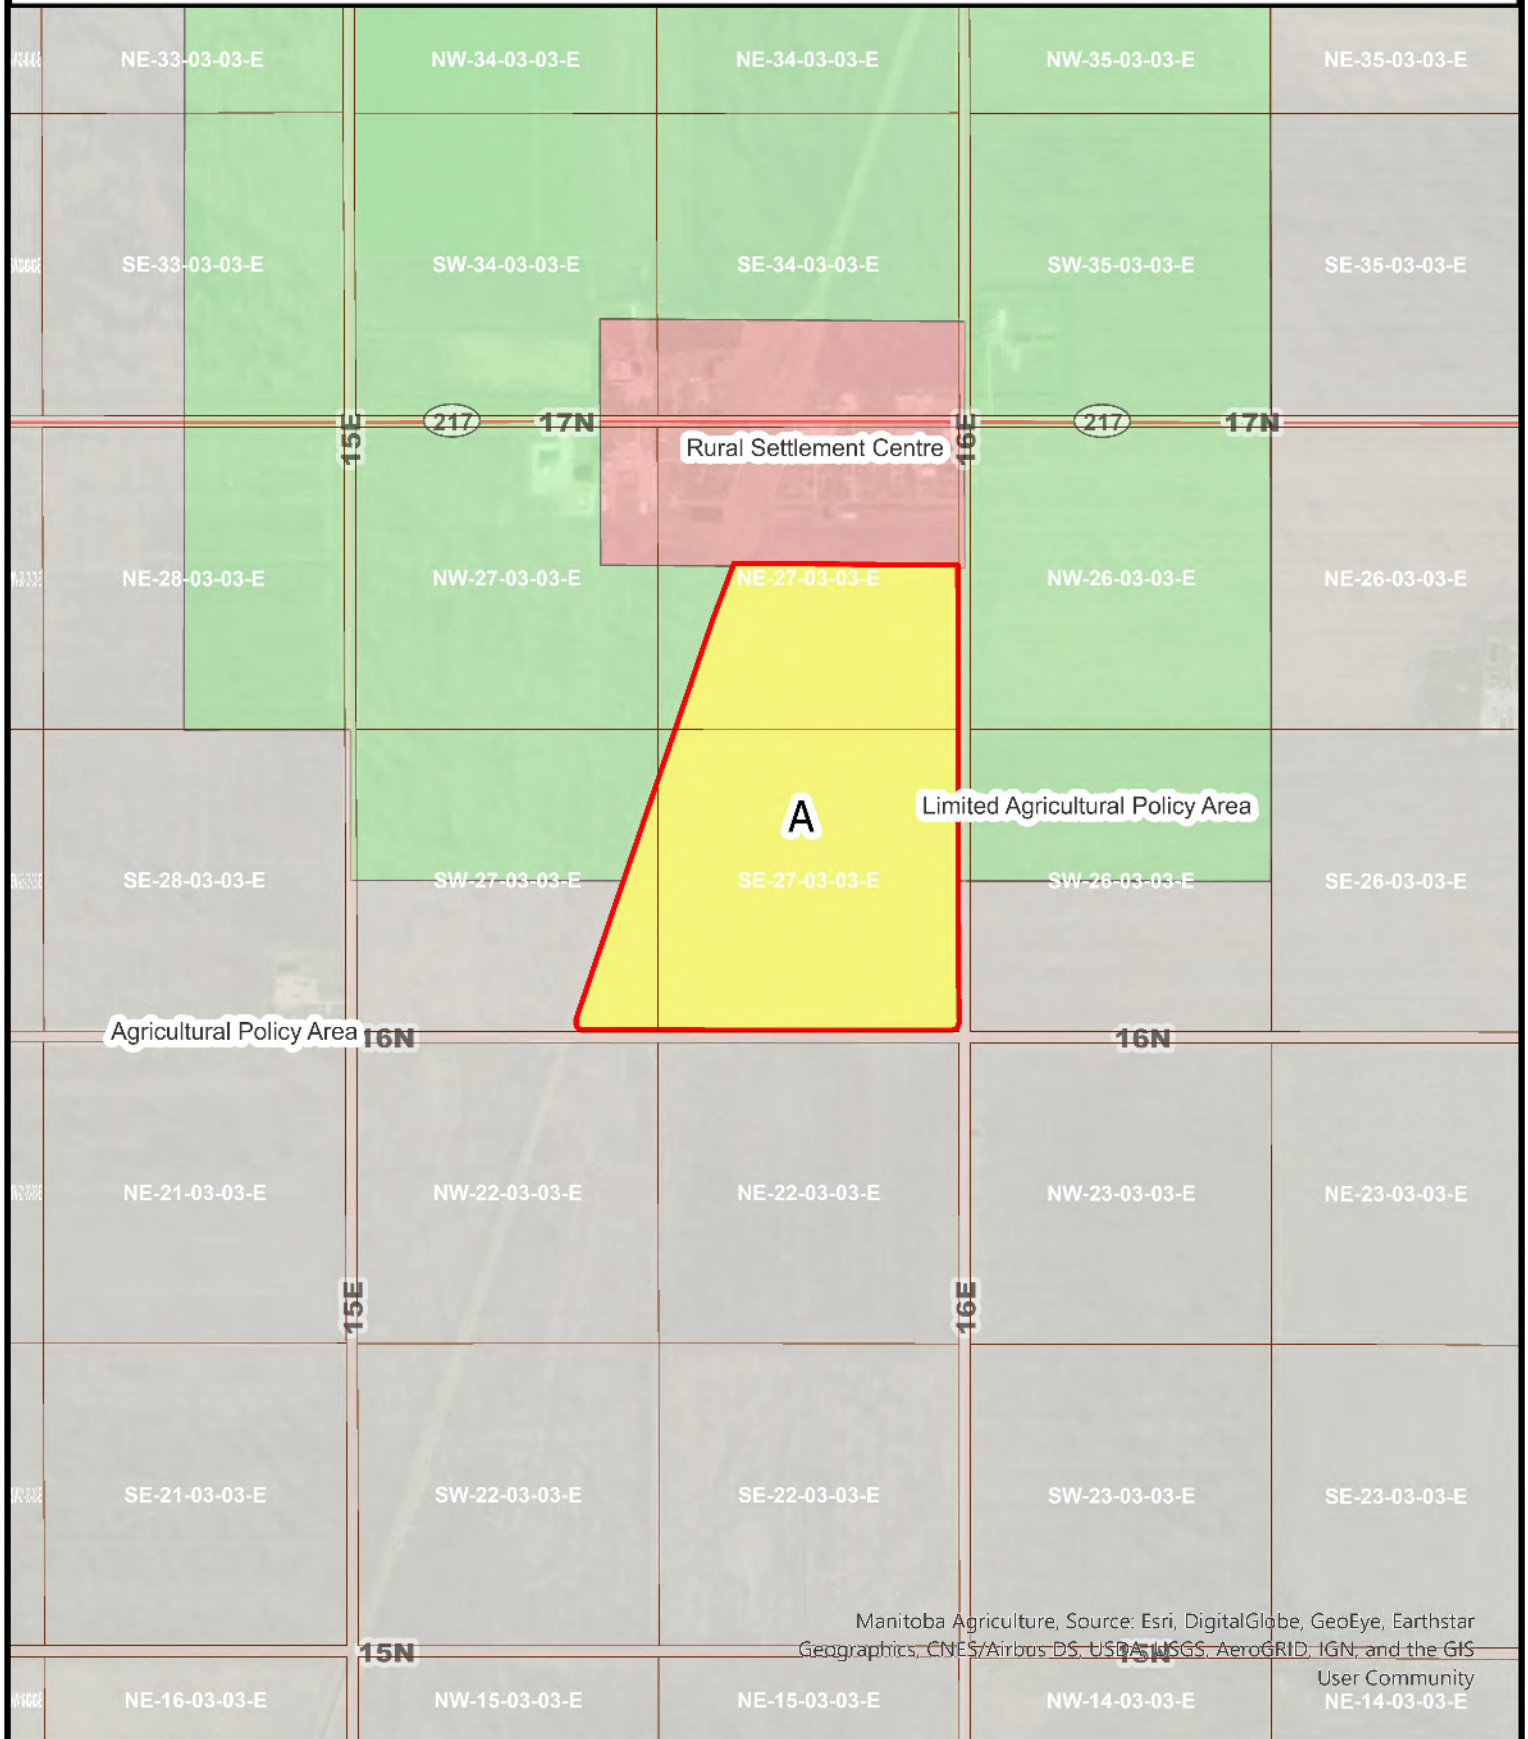 NE-33-03-03-E
NW-34-03-03-E
NE-34-03-03-E
NW-35-03-03-E
NE-35-03-03-E
SE-33-03-03-E
SW-34-03-03-E
SE-34-03-03-E
SW-35-03-03-E
SE-35-03-03-E
15E
217
17N
16E
217
17N
Rural Settlement Centre
NE-28-03-03-E
NW-27-03-03-E
NE-27-03-03-E
NW-26-03-03-E
NE-26-03-03-E
A
Limited Agricultural Policy Area
SE-28-03-03-E
SW-27-03-03-E
SE-27-03-03-E
SW-26-03-03-E
SE-26-03-03-E
Agricultural Policy Area
16N
16N
NE-21-03-03-E
NW-22-03-03-E
NE-22-03-03-E
NW-23-03-03-E
NE-23-03-03-E
15E
16E
SE-21-03-03-E
SW-22-03-03-E
SE-22-03-03-E
SW-23-03-03-E
SE-23-03-03-E
Manitoba Agriculture, Source: Esri, DigitalGlobe, GeoEye, Earthstar
Geographics, CNES/Airbus DS, USDA, USGS, AeroGRID, IGN, and the GIS
User Community
15N
15N
NE-16-03-03-E
NW-15-03-03-E
NE-15-03-03-E
NW-14-03-03-E
NE-14-03-03-E